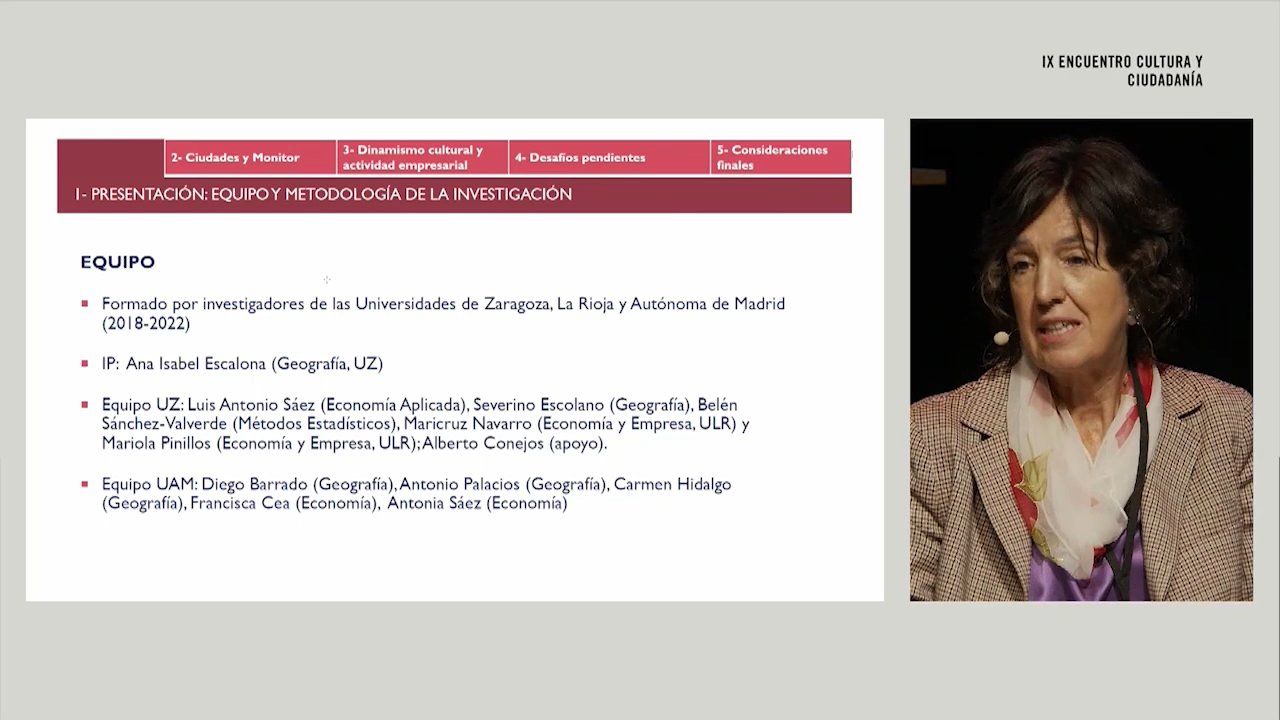 IX ENCUENTRO CULTURA Y
CIUDADANÍA
2- Ciudades y Monitor
3- Dinamismo cultural y
actividad empresarial
4- Desafíos pendientes
5- Consideraciones
finales
1- PRESENTACIÓN: EQUIPO Y METODOLOGÍA DE LA INVESTIGACIÓN
EQUIPO
Formado por investigadores de las Universidades de Zaragoza, La Rioja y Autónoma de Madrid
(2018-2022)
IP: Ana Isabel Escalona (Geografía, UZ)
Equipo UZ: Luis Antonio Sáez (Economía Aplicada), Severino Escolano (Geografía), Belén
Sánchez-Valverde (Métodos Estadísticos), Maricruz Navarro (Economía y Empresa, ULR) y
Mariola Pinillos (Economía y Empresa, ULR); Alberto Conejos (apoyo).
Equipo UAM: Diego Barrado (Geografía), Antonio Palacios (Geografía), Carmen Hidalgo
(Geografía), Francisca Cea (Economía), Antonia Sáez (Economía)